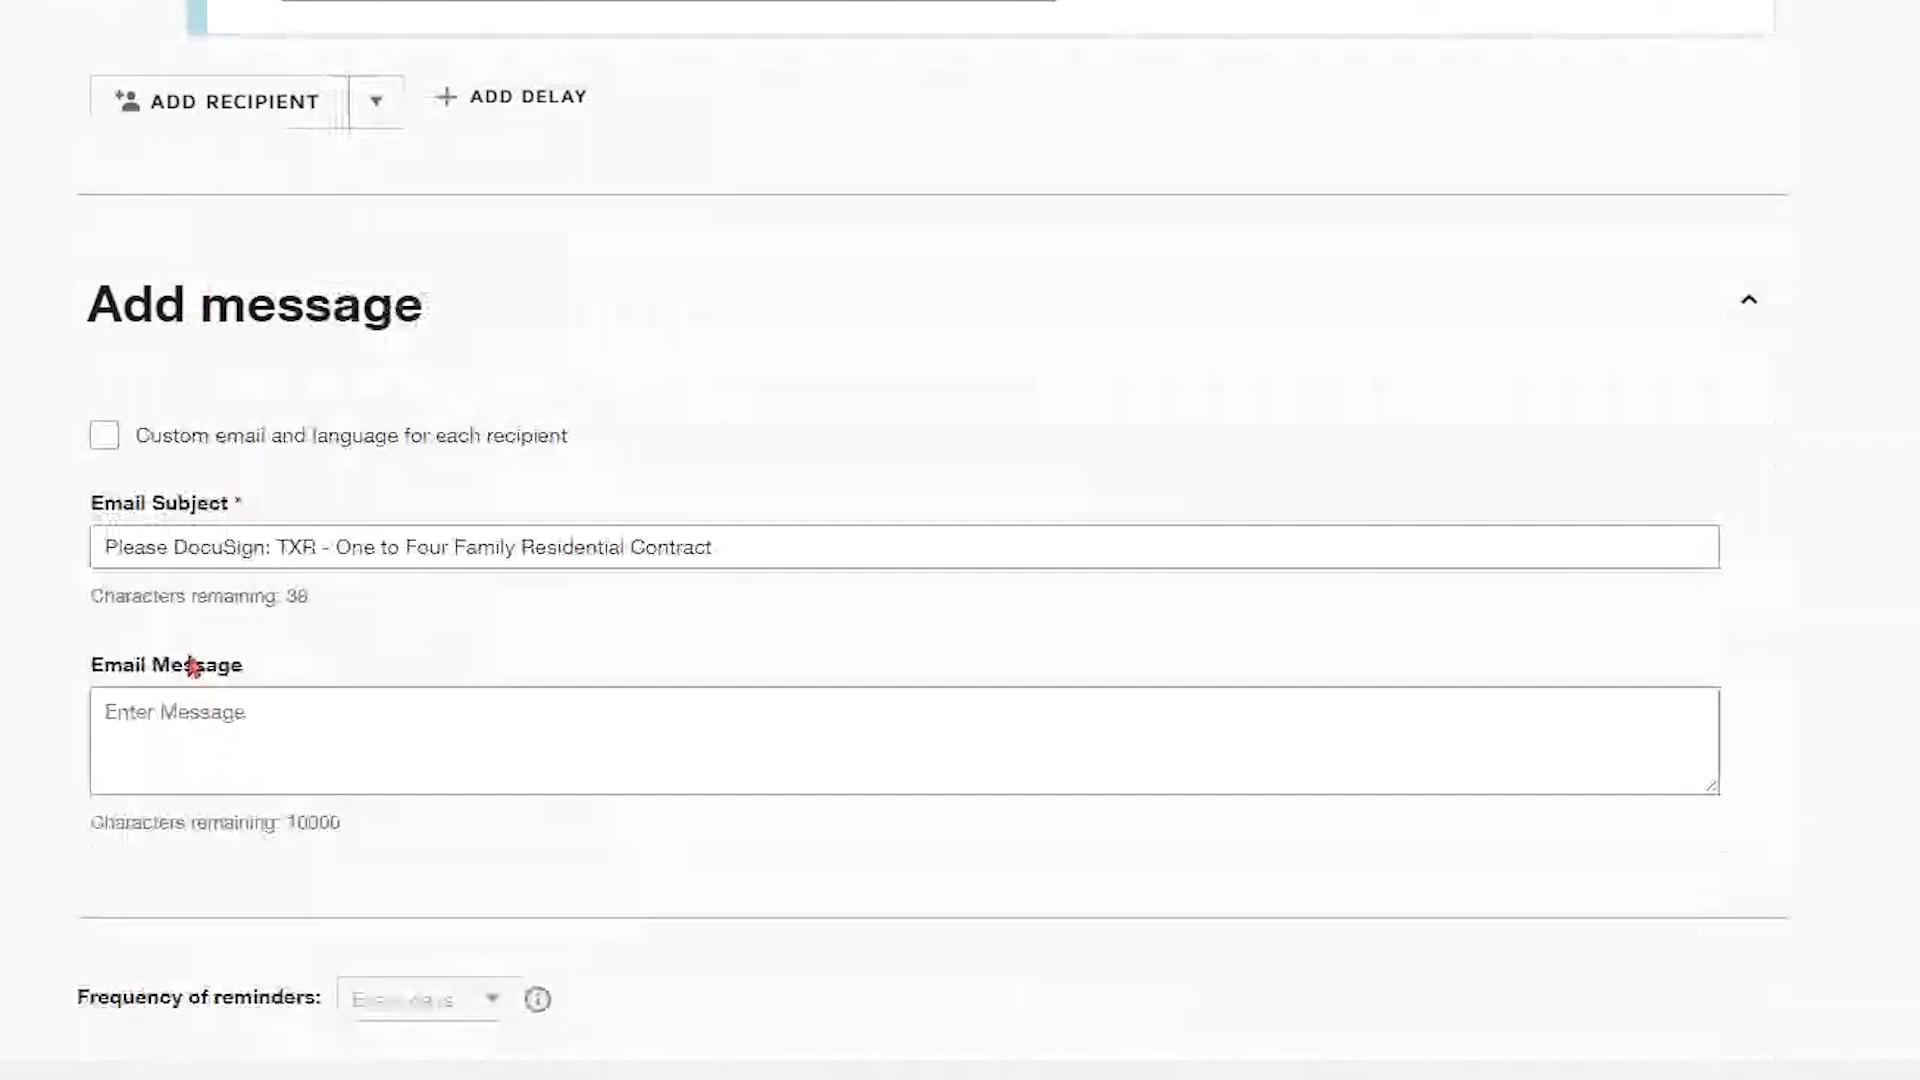 ADD RECIPIENT
ADD DELAY
Add message
Custom email and language for each recipient
Email Subject *
Please DocuSign: TXR - One to Four Family Residential Contract
Characters remaining: 38
Email Message
Enter Message
Characters remaining: 10000
Frequency of reminders:
days